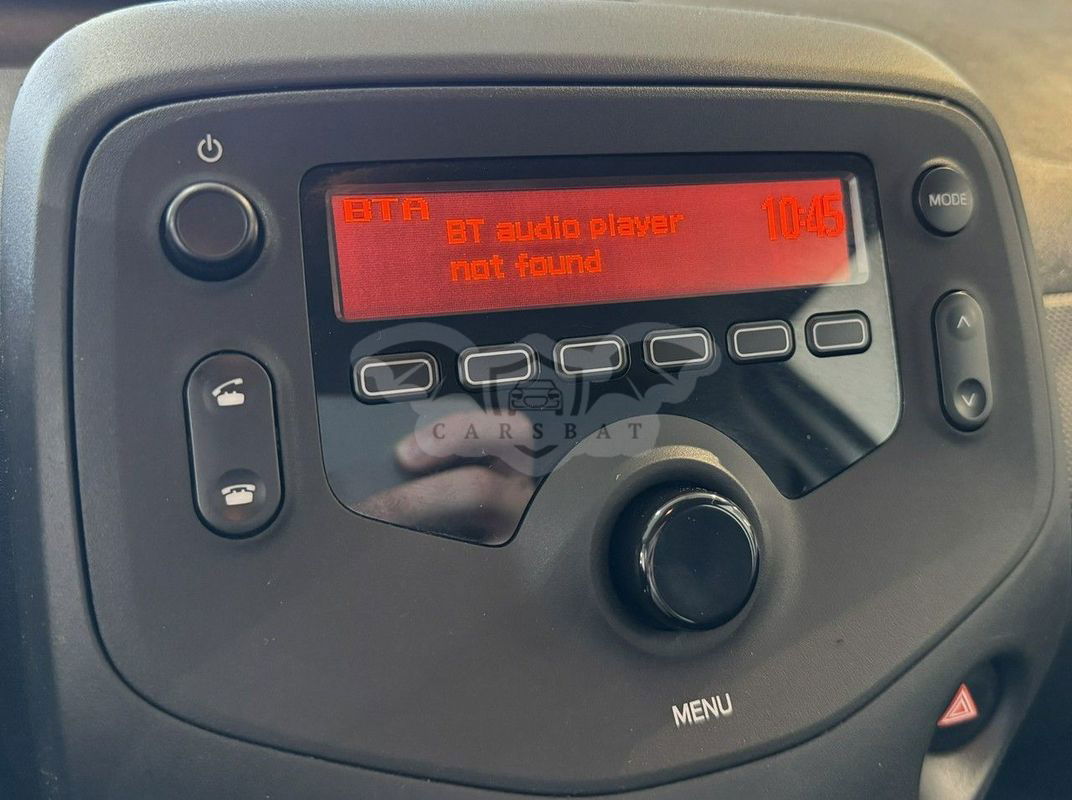 BTA
BT audio player
10:45
not found
MODE
CARSBAT
MENU